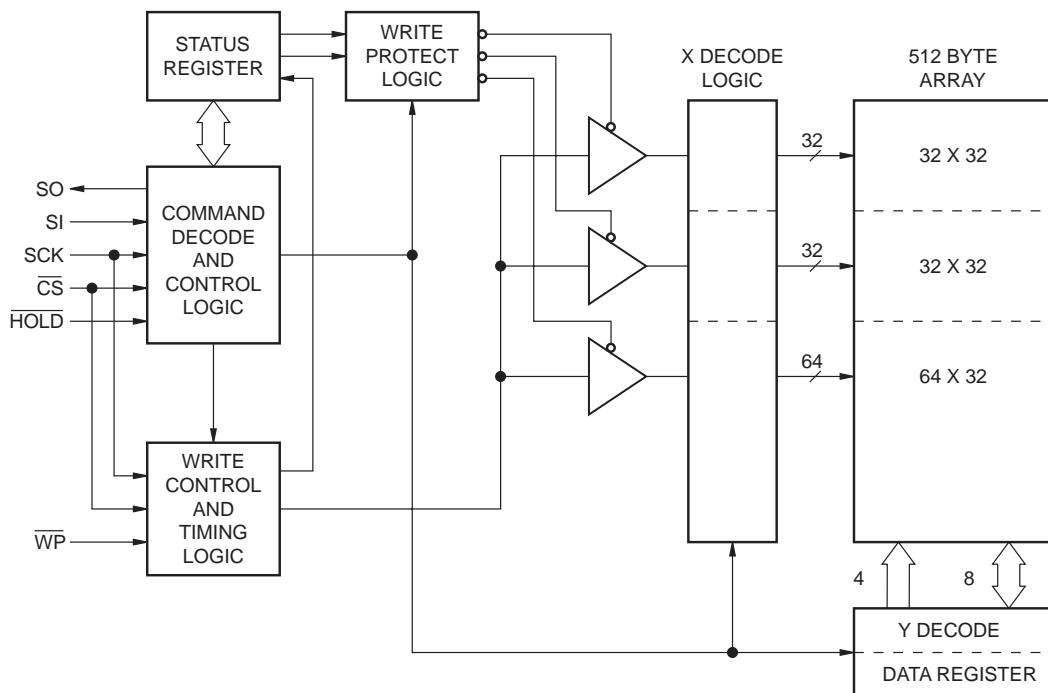 STATUS
REGISTER
WRITE
PROTECT
LOGIC
X DECODE
LOGIC
512 BYTE
ARRAY
SO
SI
SCK
CS
HOLD
COMMAND
DECODE
AND
CONTROL
LOGIC
32
32 X 32
32
32 X 32
64
64 X 32
WP
WRITE
CONTROL
AND
TIMING
LOGIC
4
8
Y DECODE
DATA REGISTER